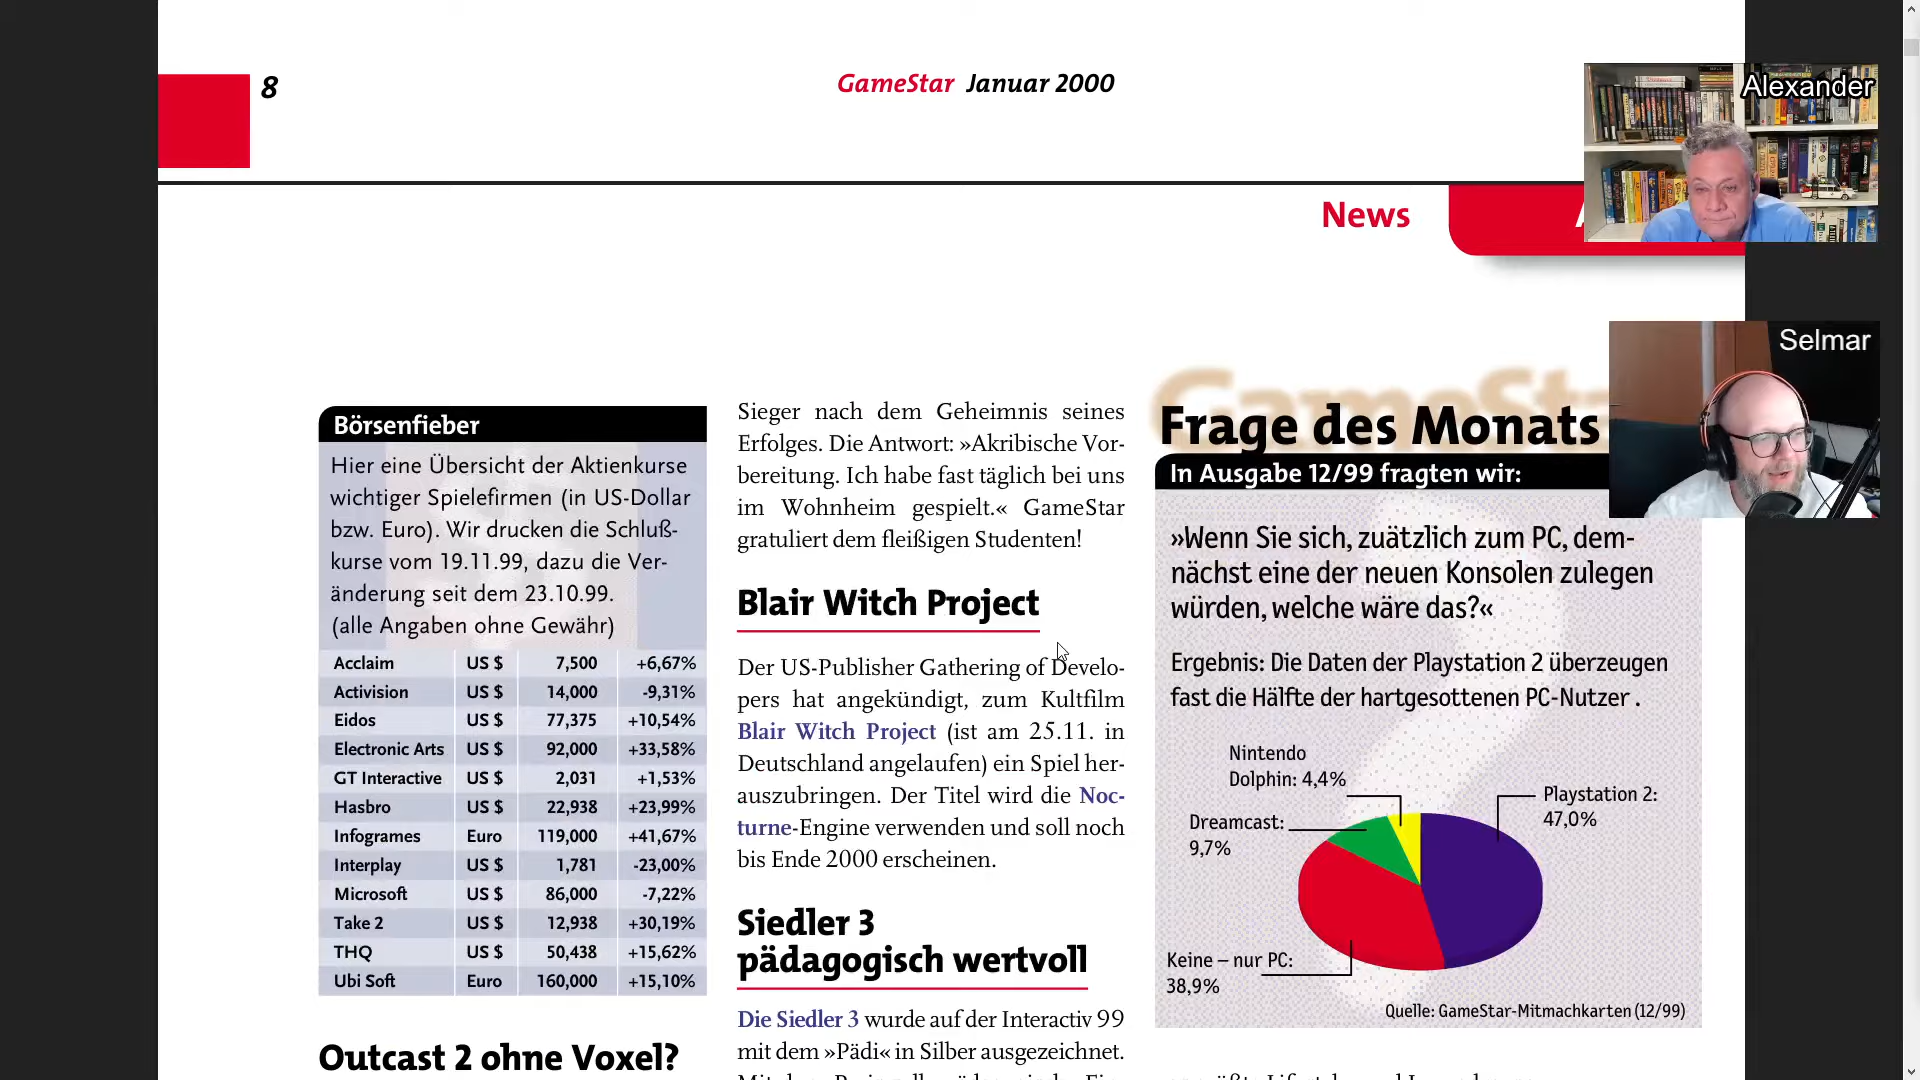 8
GameStar Januar 2000
Alexander
News
Selmar
Börsenfieber
Hier eine Übersicht der Aktienkurse
wichtiger Spielefirmen (in US-Dollar
bzw. Euro). Wir drucken die Schluß-
kurse vom 19.11.99, dazu die Ver-
änderung seit dem 23.10.99.
(alle Angaben ohne Gewähr)
Acclaim US $ 7,500 +6,67%
Activision US $ 14,000 -9,31%
Eidos US $ 77,375 +10,54%
Electronic Arts US $ 92,000 +33,58%
GT Interactive US $ 2,031 +1,53%
Hasbro US $ 22,938 +23,99%
Infogrames Euro 119,000 +41,67%
Interplay US $ 1,781 -23,00%
Microsoft US $ 86,000 -7,22%
Take 2 US $ 12,938 +30,19%
THQ US $ 50,438 +15,62%
Ubi Soft Euro 160,000 +15,10%
Outcast 2 ohne Voxel?
Sieger nach dem Geheimnis seines
Erfolges. Die Antwort: »Akribische Vor-
bereitung. Ich habe fast täglich bei uns
im Wohnheim gespielt.« GameStar
gratuliert dem fleißigen Studenten!
Blair Witch Project
Der US-Publisher Gathering of Develo-
pers hat angekündigt, zum Kultfilm
Blair Witch Project (ist am 25.11. in
Deutschland angelaufen) ein Spiel her-
auszubringen. Der Titel wird die Noc-
turne-Engine verwenden und soll noch
bis Ende 2000 erscheinen.
Siedler 3
pädagogisch wertvoll
Die Siedler 3 wurde auf der Interactiv 99
mit dem »Pädi« in Silber ausgezeichnet.
GameSta
Frage des Monats
In Ausgabe 12/99 fragten wir:
»Wenn Sie sich, zuätzlich zum PC, dem-
nächst eine der neuen Konsolen zulegen
würden, welche wäre das?«
Ergebnis: Die Daten der Playstation 2 überzeugen
fast die Hälfte der hartgesottenen PC-Nutzer .
Nintendo
Dolphin: 4,4%
Playstation 2:
47,0%
Dreamcast:
9,7%
Keine – nur PC:
38,9%
Quelle: GameStar-Mitmachkarten (12/99)